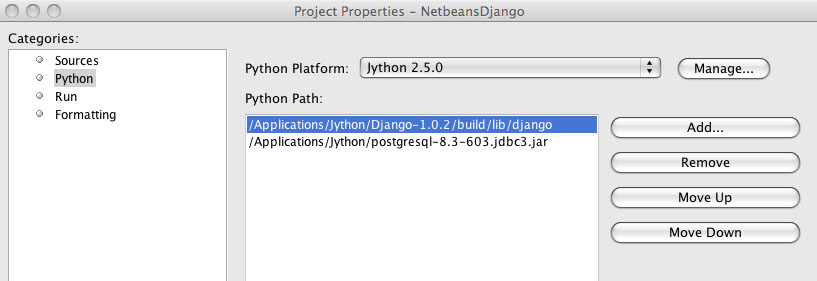 Project Properties – NetbeansDjango
Categories:
Sources
Python
Run
Formatting
Python Platform: Jython 2.5.0 Manage...
Python Path:
/Applications/Jython/Django-1.0.2/build/lib/django
/Applications/Jython/postgresql-8.3-603.jdbc3.jar
Add...
Remove
Move Up
Move Down